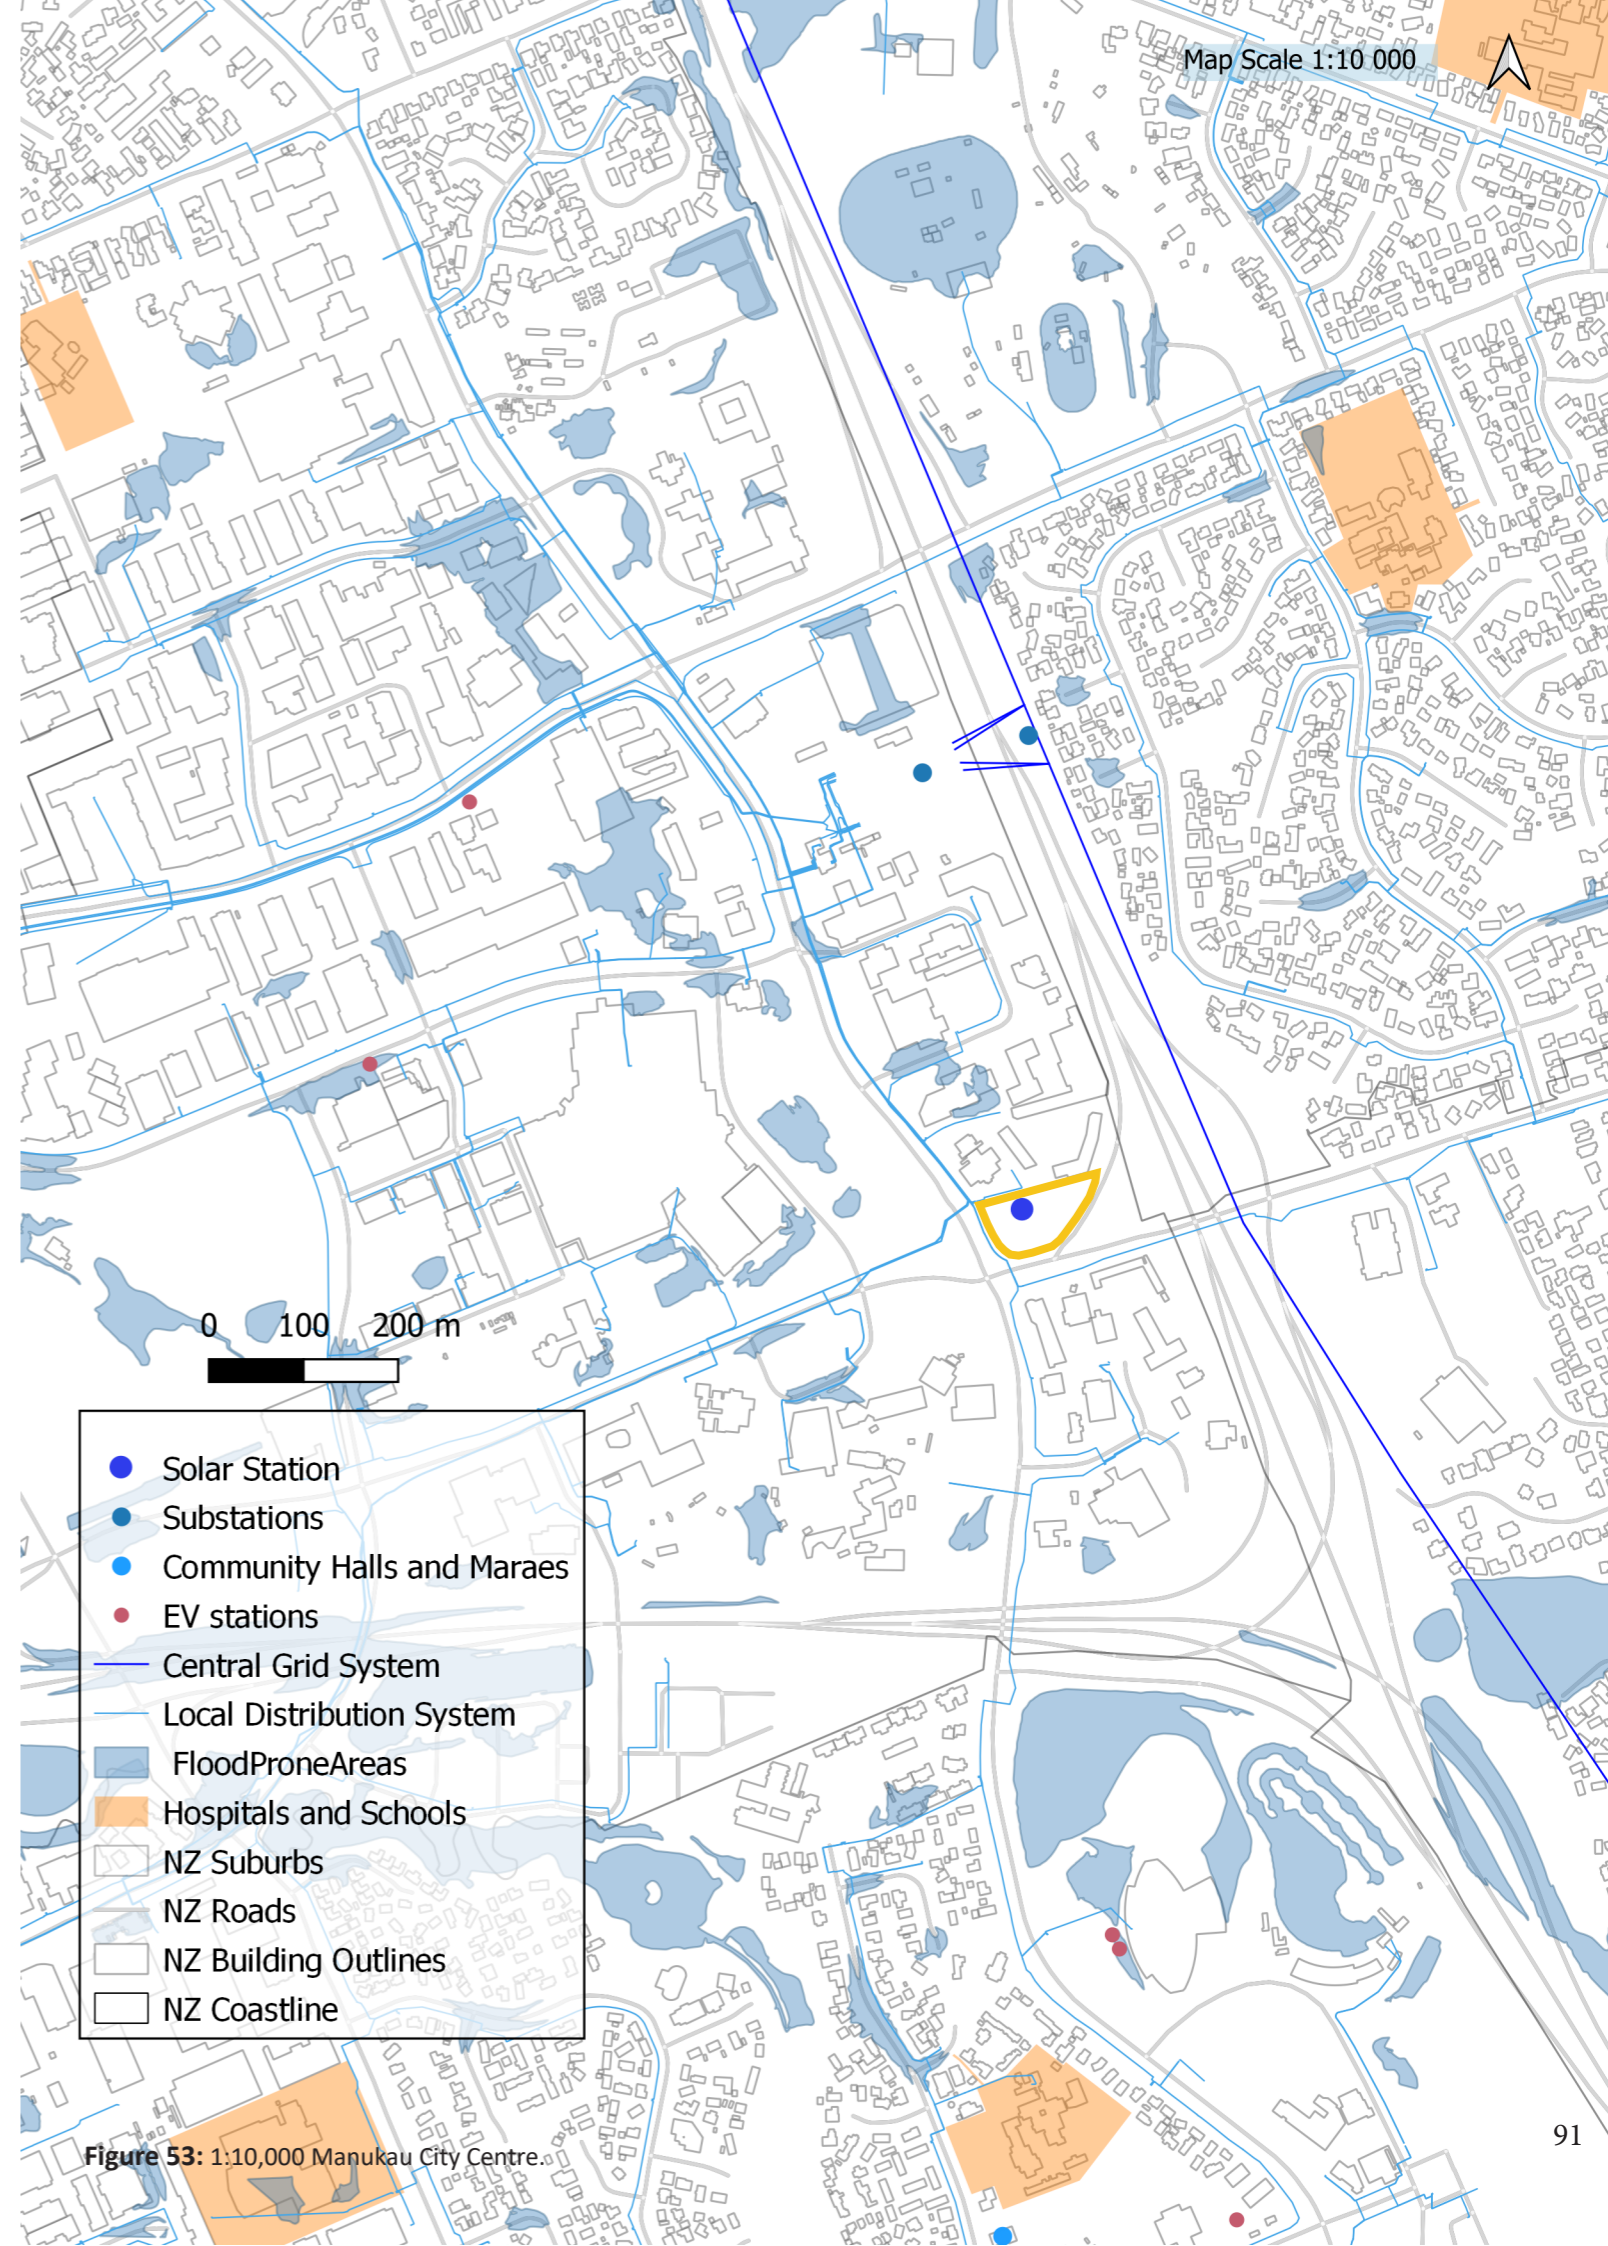 Map Scale 1:10 000
0 100 200 m
Solar Station
Substations
Community Halls and Maraes
EV stations
Central Grid System
Local Distribution System
FloodProneAreas
Hospitals and Schools
NZ Suburbs
NZ Roads
NZ Building Outlines
NZ Coastline
91
Figure 53: 1:10,000 Manukau City Centre.